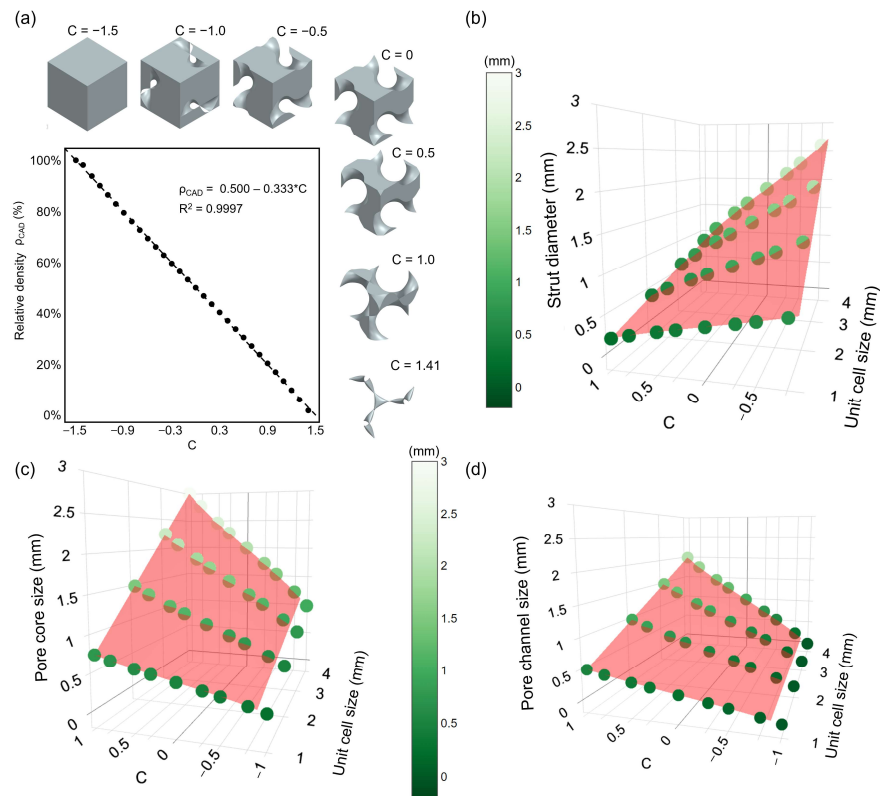 (a)
C = −1.5
C = −1.0
C = −0.5
C = 0
C = 0.5
C = 1.0
C = 1.41
Relative density ρCAD (%)
100%
80%
60%
40%
20%
0%
ρCAD = 0.500 – 0.333*C
R² = 0.9997
−1.5
−0.9
−0.3
0.3
0.9
1.5
C
(b)
(mm)
3
2.5
2
1.5
1
0.5
0
Strut diameter (mm)
3
2.5
2
1.5
1
0.5
0
1
0.5
0
−0.5
C
4
3
2
1
Unit cell size (mm)
(c)
Pore core size (mm)
3
2.5
2
1.5
1
0.5
0
1
0.5
0
−0.5
−1
C
4
3
2
1
Unit cell size (mm)
(mm)
3
2.5
2
1.5
1
0.5
0
(d)
Pore channel size (mm)
3
2.5
2
1.5
1
0.5
0
1
0.5
0
−0.5
−1
C
4
3
2
1
Unit cell size (mm)